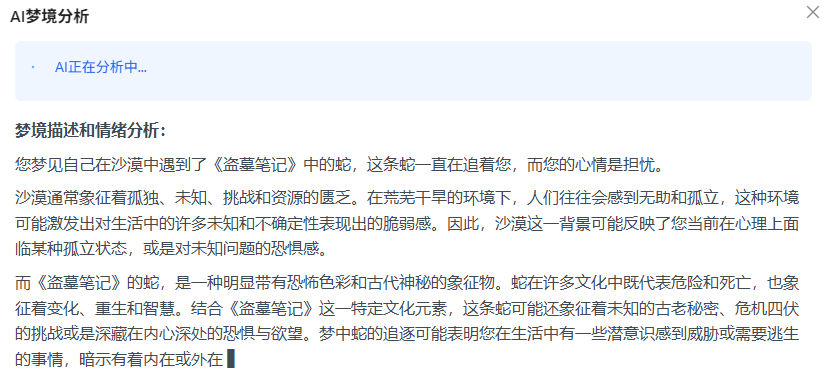 AI梦境分析
AI正在分析中...
梦境描述和情绪分析：
您梦见自己在沙漠中遇到了《盗墓笔记》中的蛇，这条蛇一直在追着您，而您的心情是担忧。
沙漠通常象征着孤独、未知、挑战和资源的匮乏。在荒芜干旱的环境下，人们往往会感到无助和孤立，这种环境
可能激发出对生活中的许多未知和不确定性表现出的脆弱感。因此，沙漠这一背景可能反映了您当前在心理上面
临某种孤立状态，或是对未知问题的恐惧感。
而《盗墓笔记》的蛇，是一种明显带有恐怖色彩和古代神秘的象征物。蛇在许多文化中既代表危险和死亡，也象
征着变化、重生和智慧。结合《盗墓笔记》这一特定文化元素，这条蛇可能还象征着未知的古老秘密、危机四伏
的挑战或是深藏在内心深处的恐惧与欲望。梦中蛇的追逐可能表明您在生活中有一些潜意识感到威胁或需要逃生
的事情，暗示有着内在或外在